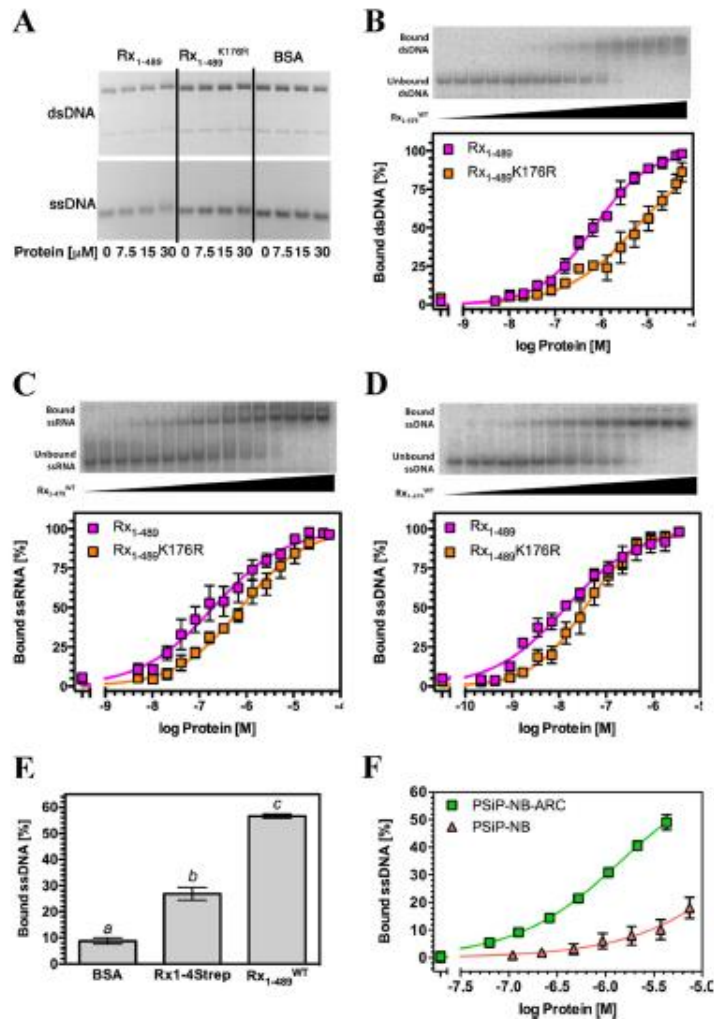 A
Rx1-489 Rx1-489K176R BSA
dsDNA
ssDNA
Protein [µM] 0 7.5 15 30 0 7.5 15 30 0 7.5 15 30
B
Bound
dsDNA
Unbound
dsDNA
100
75
50
25
0
Bound dsDNA [%]
Rx1-489
Rx1-489K176R
-9 -8 -7 -6 -5 -4
log Protein [M]
C
Bound
ssRNA
Unbound
ssRNA
100
75
50
25
0
Bound ssRNA [%]
Rx1-489
Rx1-489K176R
-9 -8 -7 -6 -5 -4
log Protein [M]
D
Bound
ssDNA
Unbound
ssDNA
100
75
50
25
0
Bound ssDNA [%]
Rx1-489
Rx1-489K176R
-10 -9 -8 -7 -6 -5
log Protein [M]
E
60
50
40
30
20
10
0
Bound ssDNA [%]
a
b
c
BSA Rx1-4Strep Rx1-489WT
F
60
50
40
30
20
10
0
Bound ssDNA [%]
PSiP-NB-ARC
PSiP-NB
-7.5 -7.0 -6.5 -6.0 -5.5 -5.0
log Protein [M]